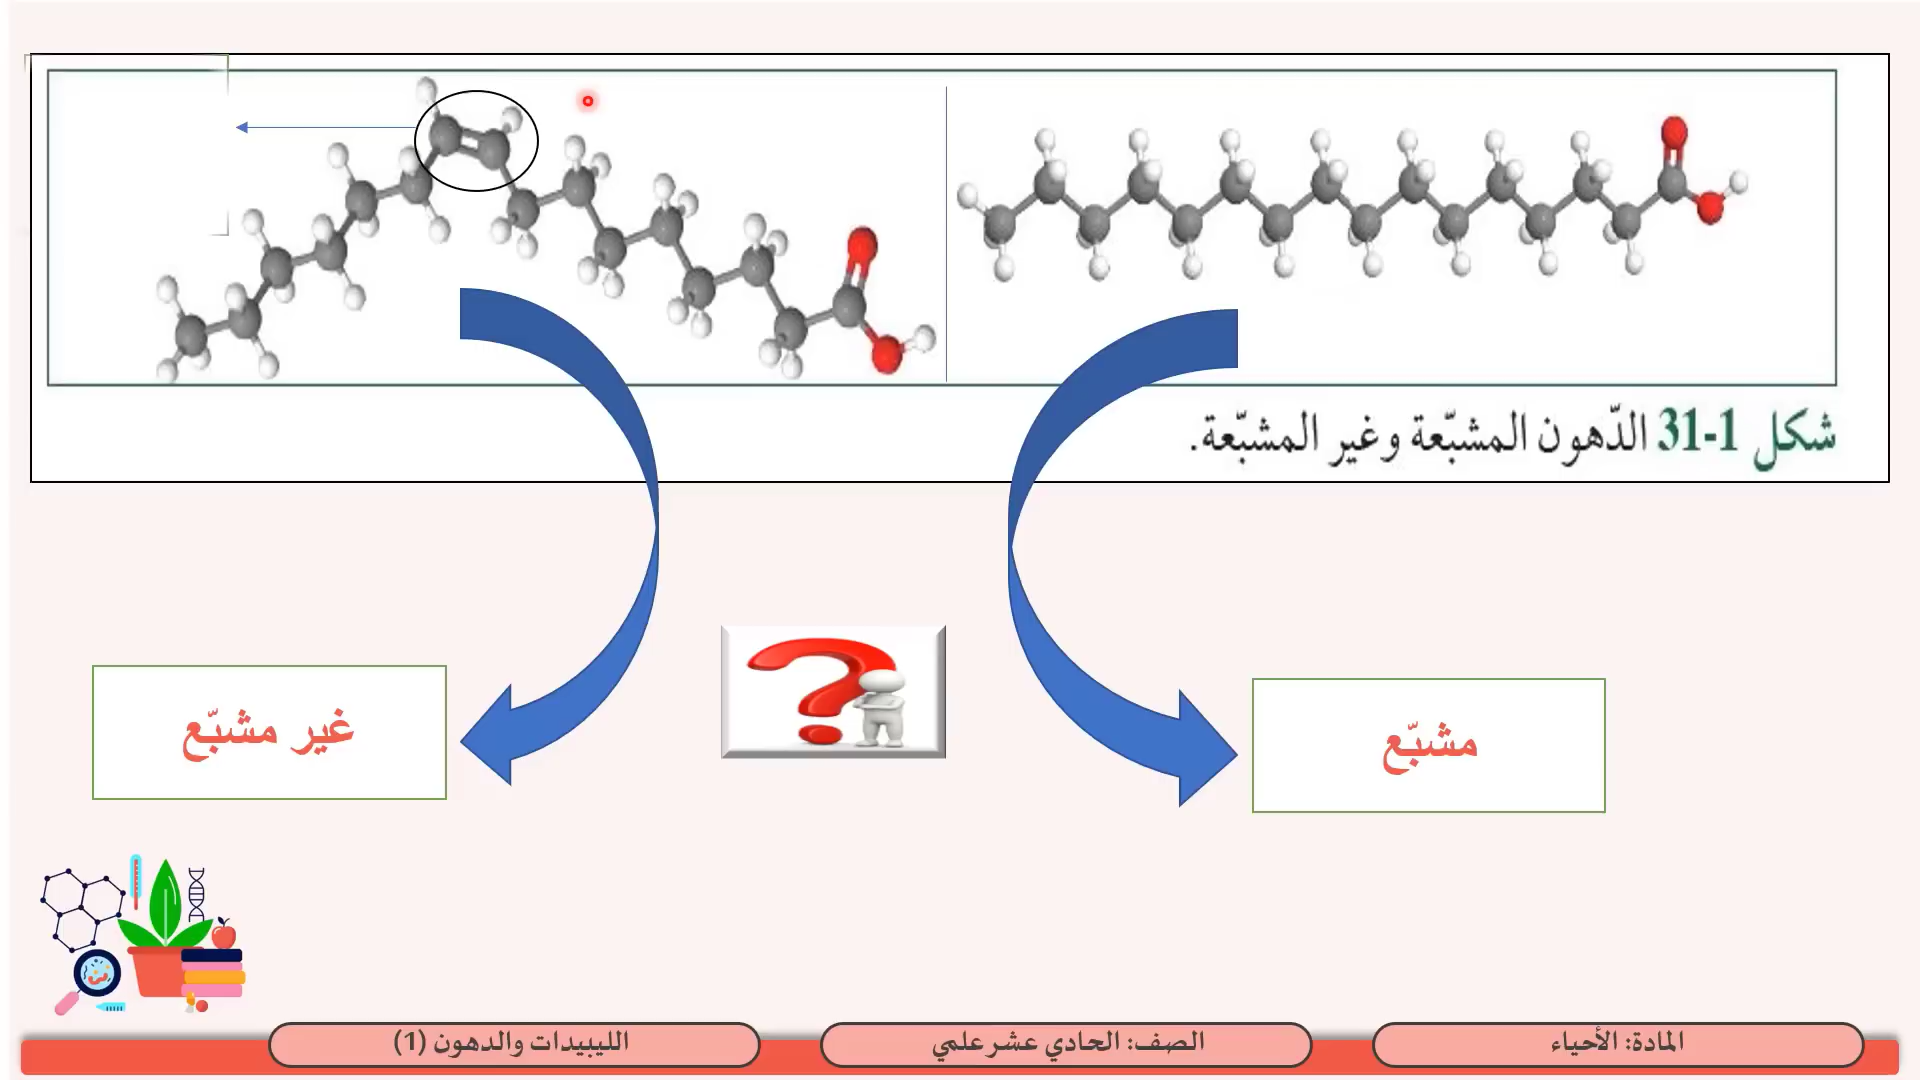 شكل 1-31 الدّهون المشبّعة وغير المشبّعة.
مشبّع
غير مشبّع
المادة: الأحياء
الصف: الحادي عشر علمي
الليبيدات والدهون (1)